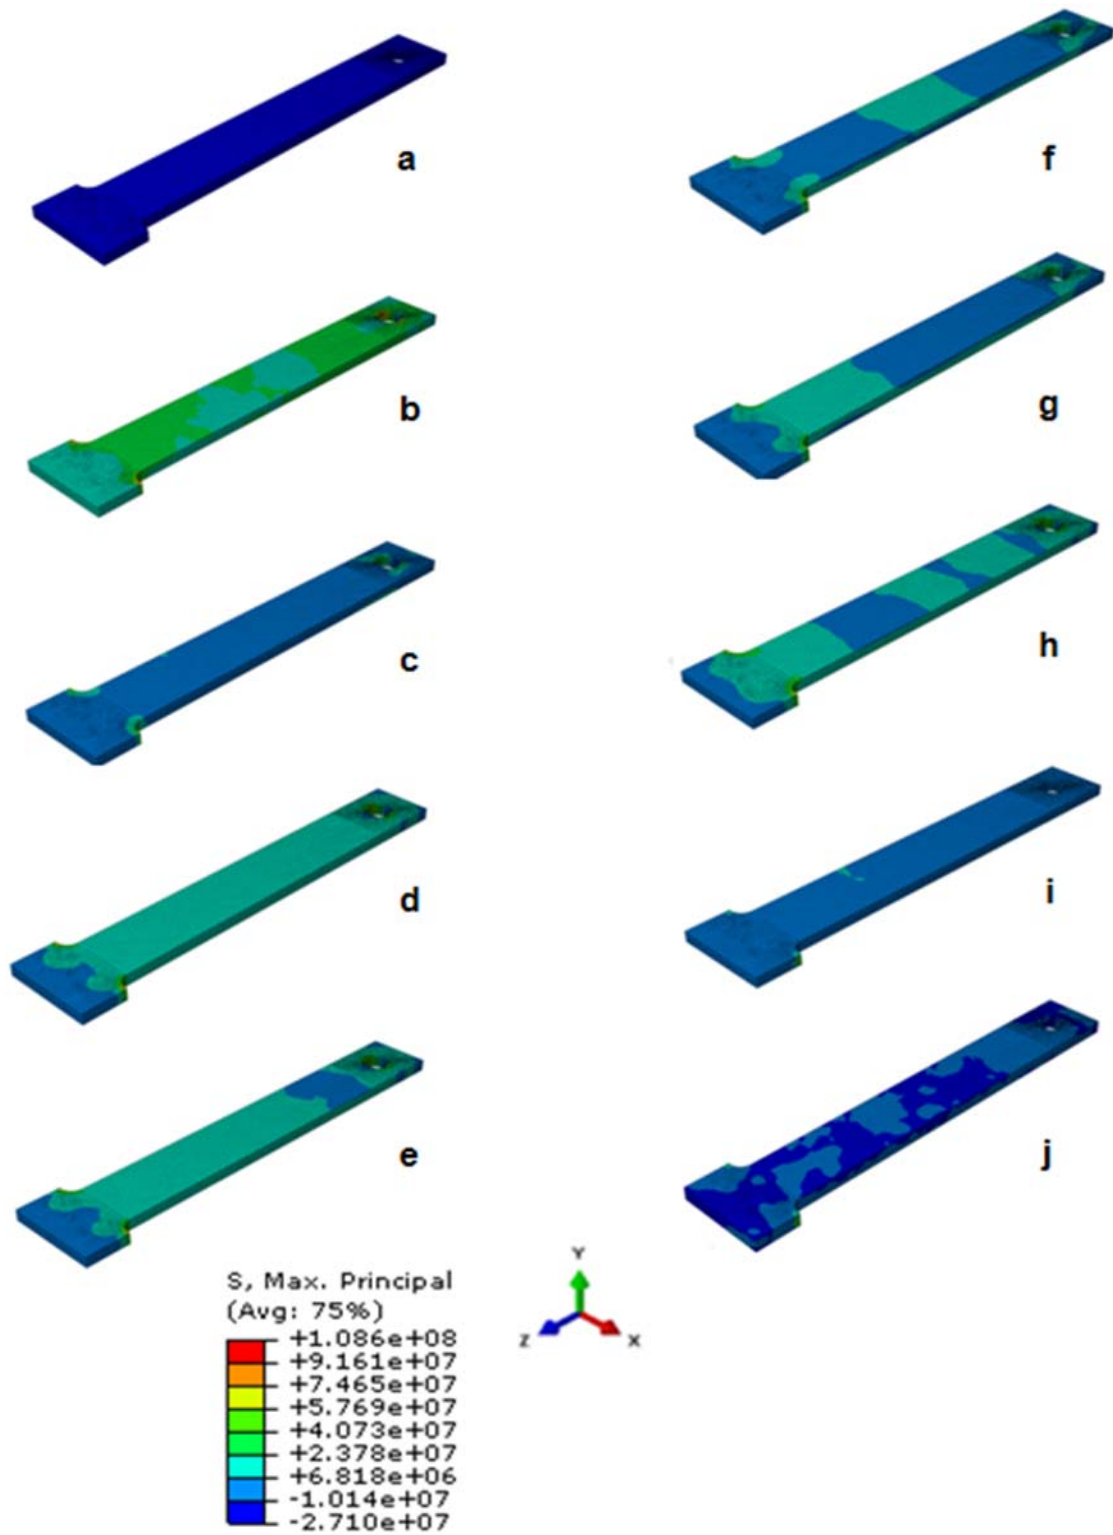 a
b
c
d
e
f
g
h
i
j
S, Max. Principal
(Avg: 75%)
+1.086e+08
+9.161e+07
+7.465e+07
+5.769e+07
+4.073e+07
+2.378e+07
+6.818e+06
-1.014e+07
-2.710e+07
Y
Z
X